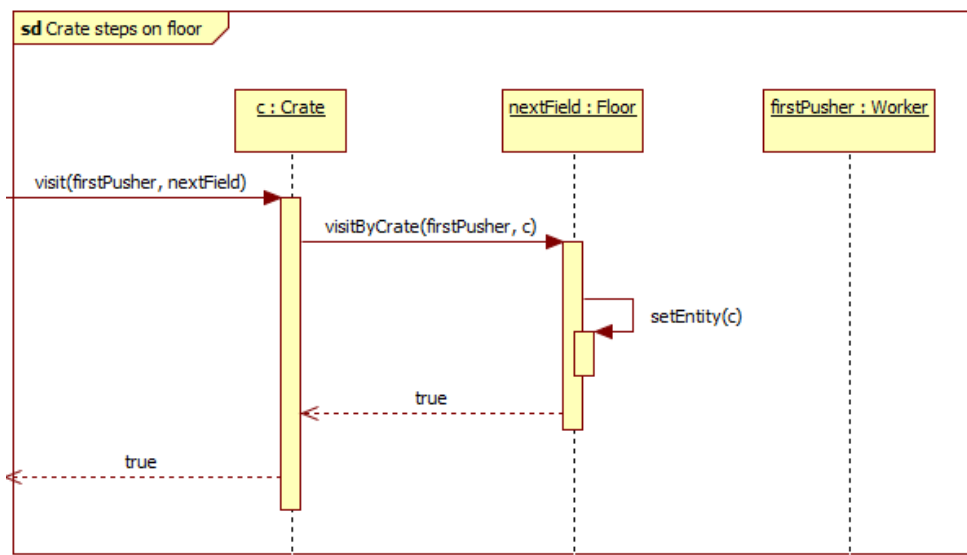 sd Crate steps on floor
c : Crate
nextField : Floor
firstPusher : Worker
visit(firstPusher, nextField)
visitByCrate(firstPusher, c)
setEntity(c)
true
true